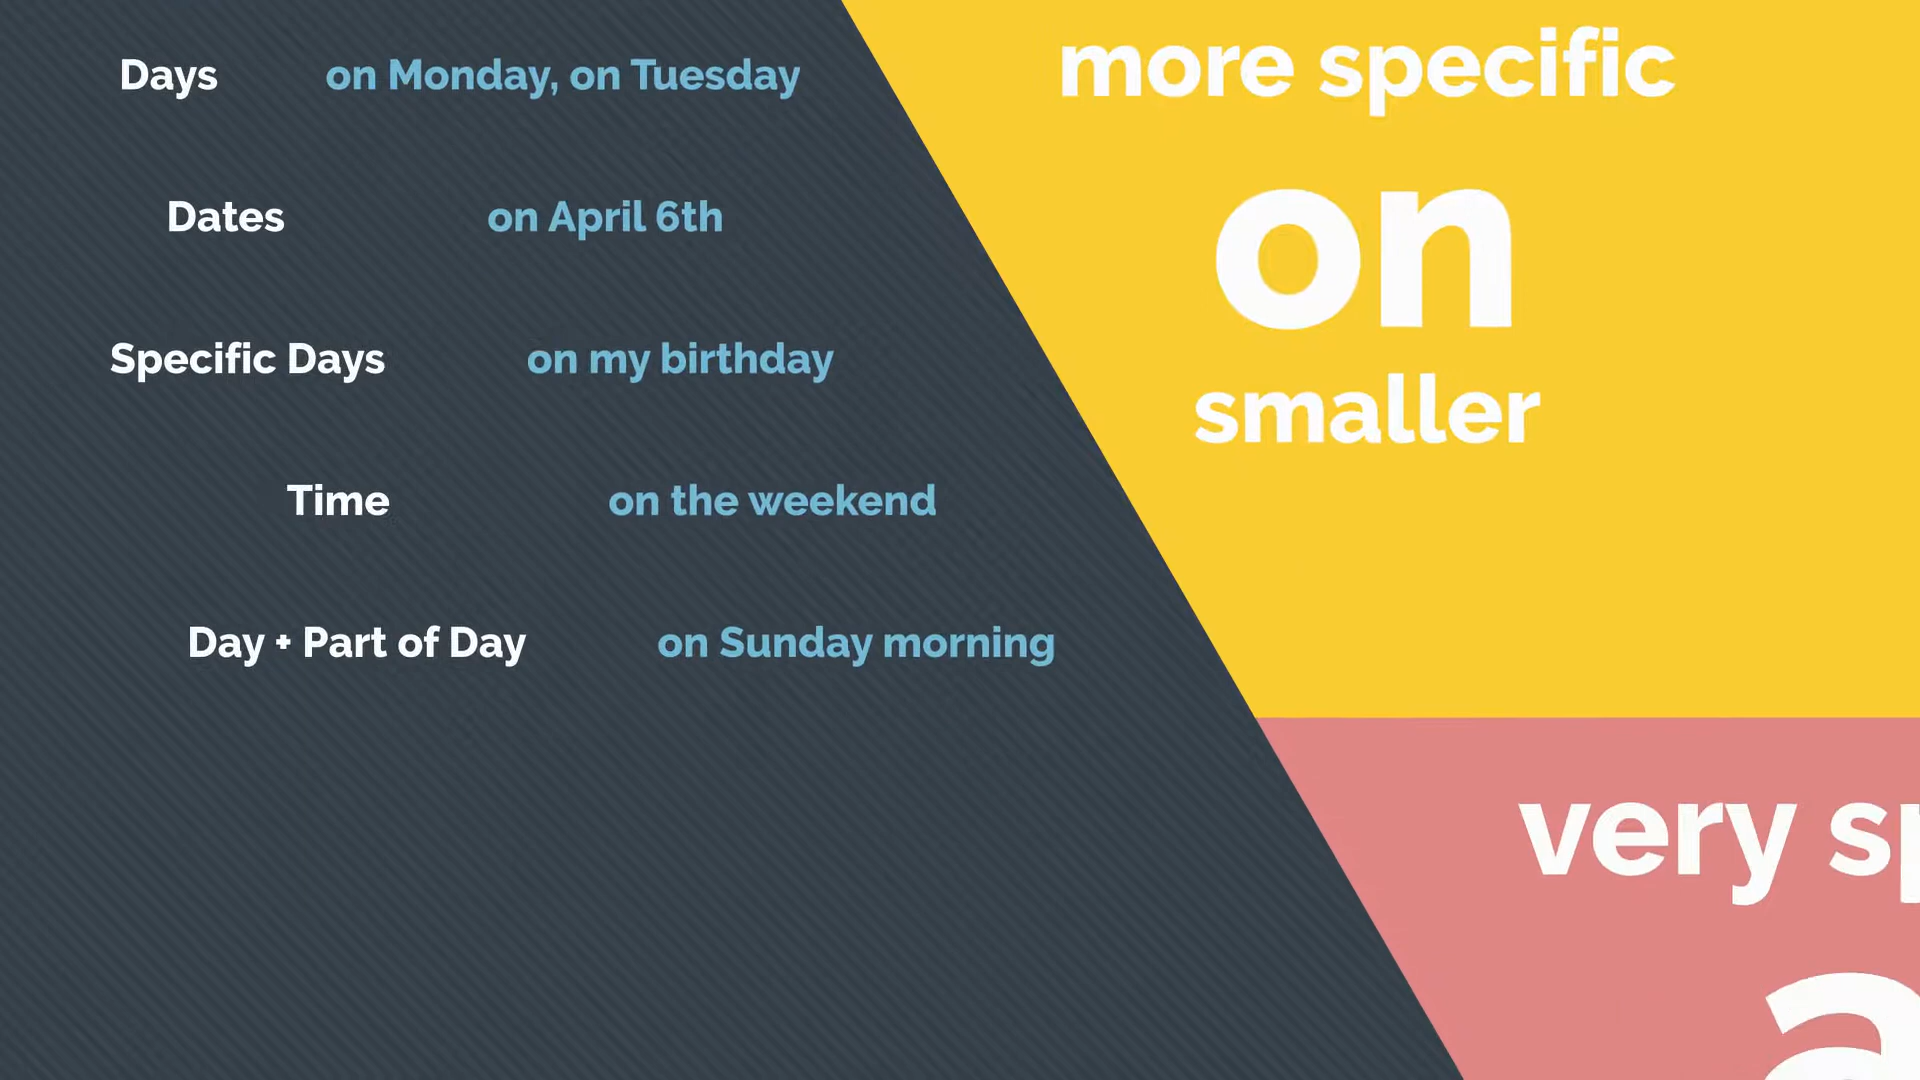 Days on Monday, on Tuesday
Dates on April 6th
Specific Days on my birthday
Time on the weekend
Day + Part of Day on Sunday morning
more specific
on
smaller
very